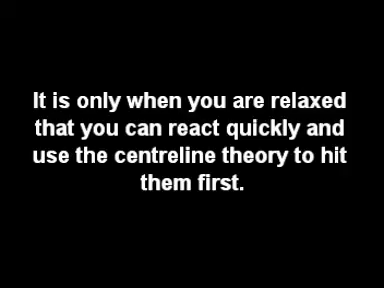 It is only when you are relaxed
that you can react quickly and
use the centreline theory to hit
them first.